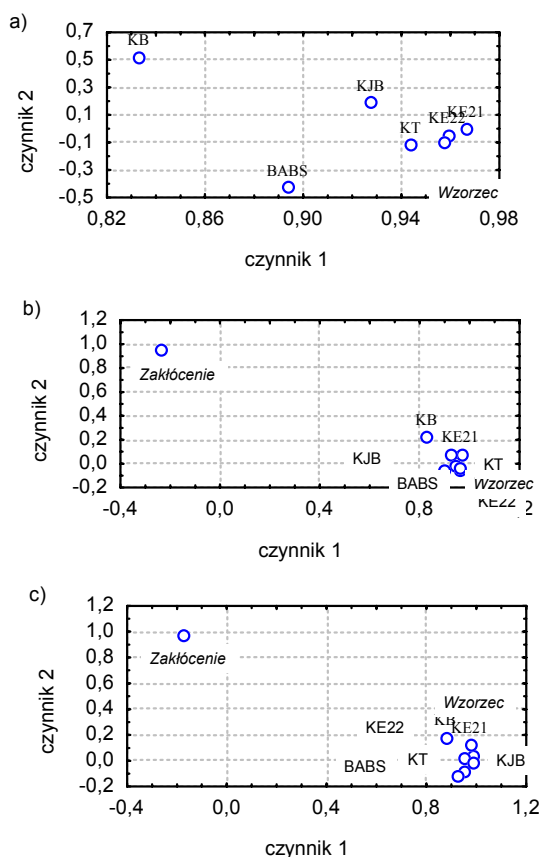 a)
0,7
KB
0,5
0,3
KJB
czynnik 2
0,1
KT
KE22
KE21
-0,1
-0,3
BABS
-0,5
Wzorzec
0,82
0,86
0,90
0,94
0,98
czynnik 1
b)
1,2
1,0
0,8
Zakłócenie
0,6
czynnik 2
0,4
KB
KE21
0,2
0,0
KJB
KT
-0,2
BABS
Wzorzec
KE22
-0,4
0,0
0,4
0,8
2
czynnik 1
c)
1,2
1,0
0,8
Zakłócenie
0,6
czynnik 2
0,4
Wzorzec
0,2
KE22
KB
KE21
0,0
BABS
KT
KJB
-0,2
-0,4
0,0
0,4
0,8
1,2
czynnik 1